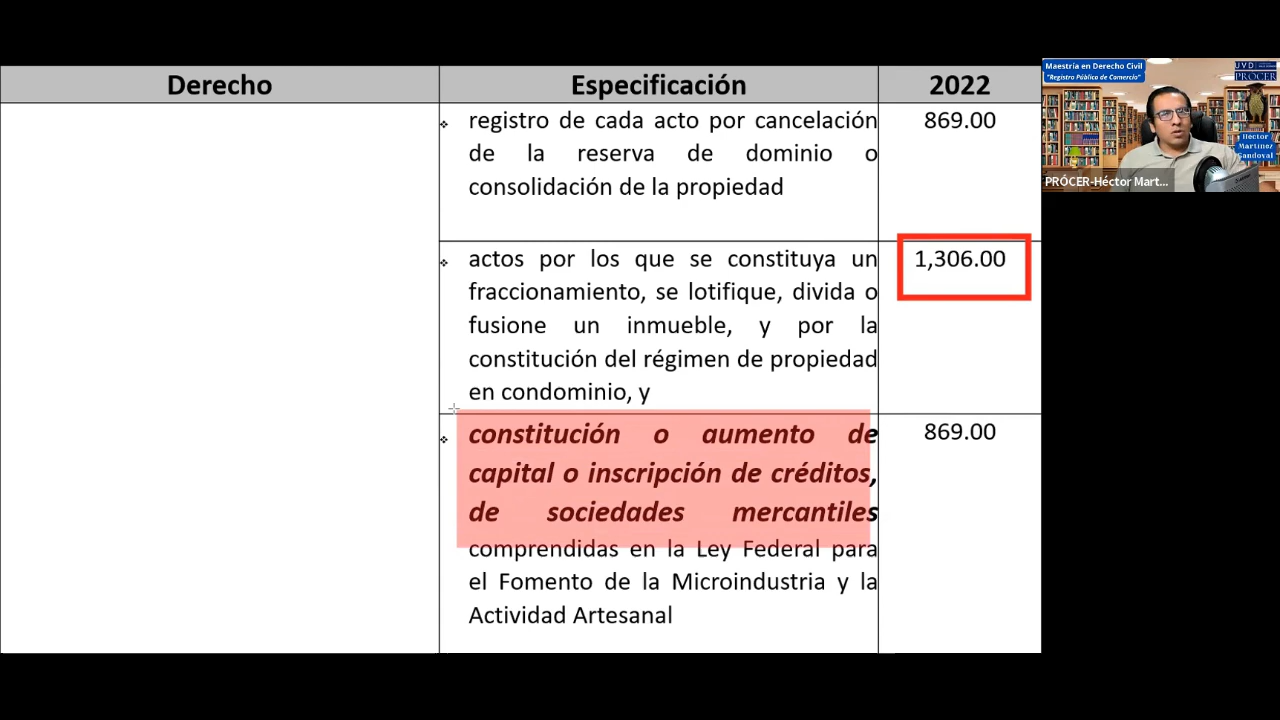 Derecho
Especificación
2022
registro de cada acto por cancelación
de la reserva de dominio o
consolidación de la propiedad
869.00
actos por los que se constituya un
fraccionamiento, se lotifique, divida o
fusione un inmueble, y por la
constitución del régimen de propiedad
en condominio, y
1,306.00
constitución o aumento de
capital o inscripción de créditos,
de sociedades mercantiles
comprendidas en la Ley Federal para
el Fomento de la Microindustria y la
Actividad Artesanal
869.00
Maestría en Derecho Civil
"Registro Público de Comercio"
UVD
PRÓCER
Héctor
Martínez
Sandoval
PRÓCER-Héctor Mart...